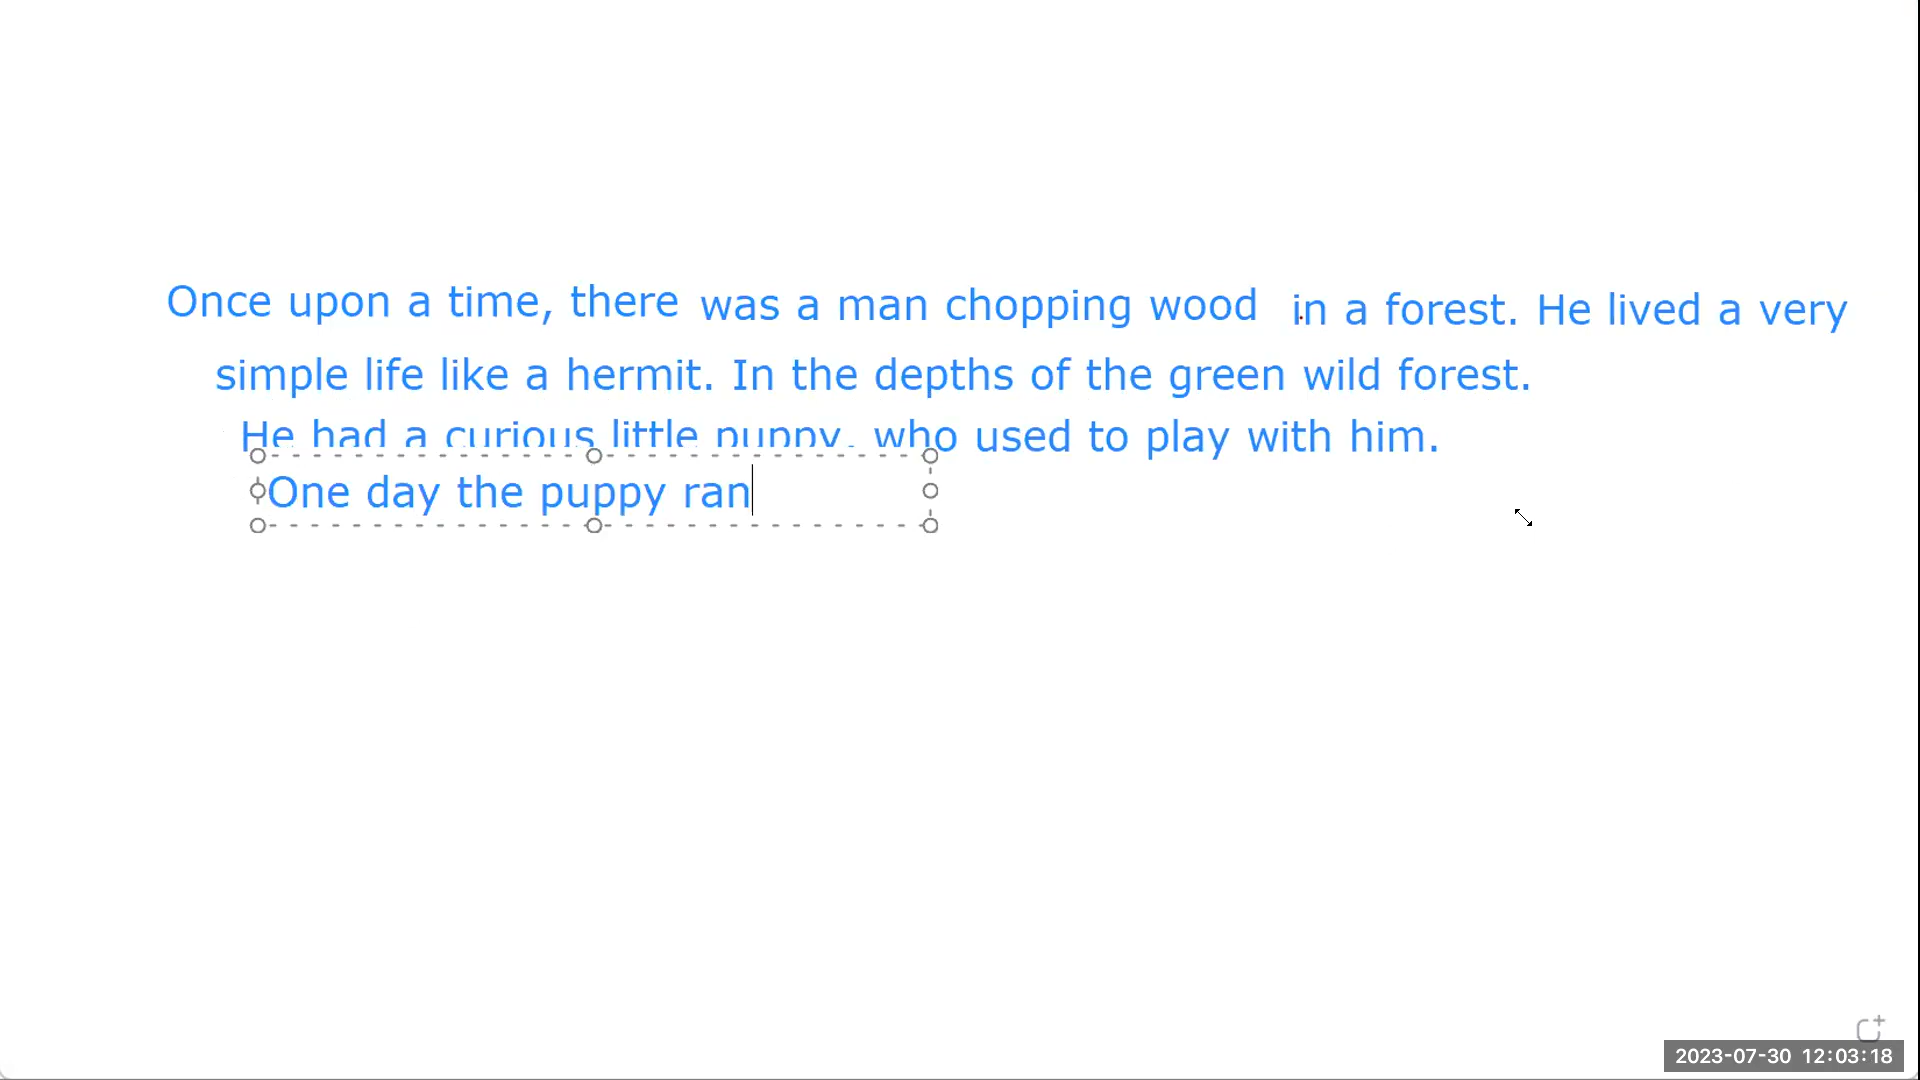 Once upon a time, there was a man chopping wood in a forest. He lived a very
simple life like a hermit. In the depths of the green wild forest.
He had a curious little puppy, who used to play with him.
One day the puppy ran
2023-07-30 12:03:18